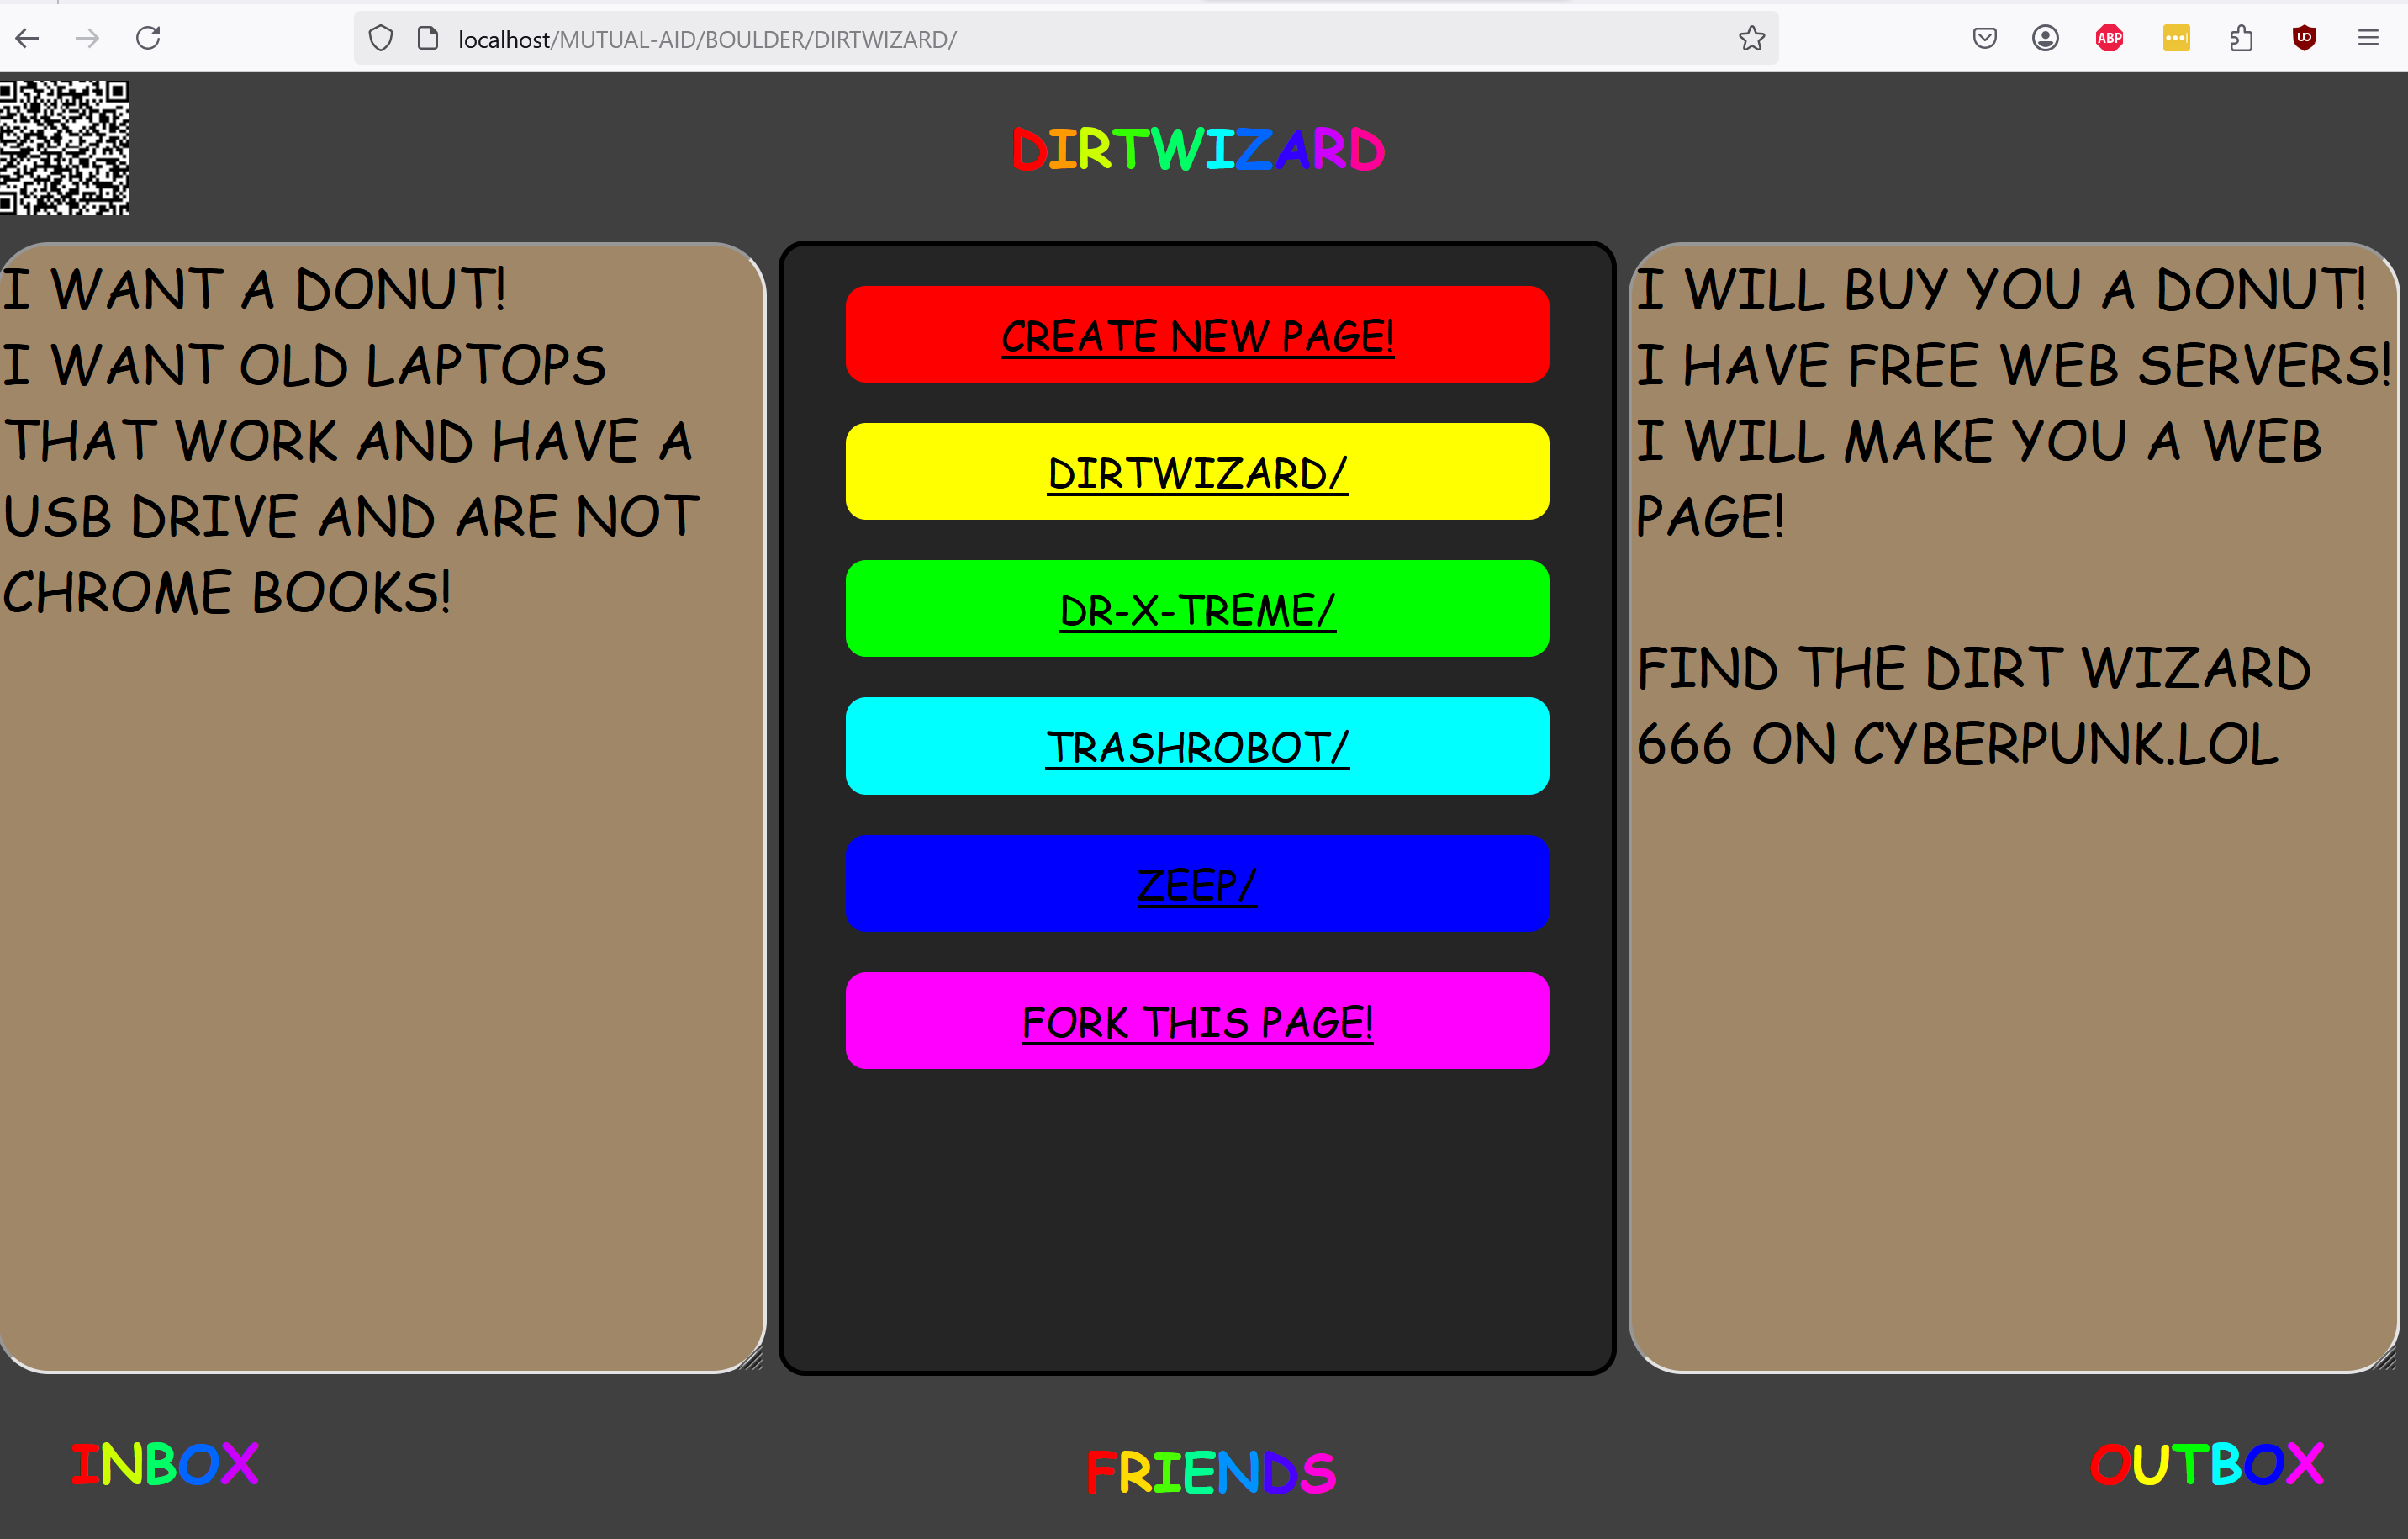 localhost/MUTUAL-AID/BOULDER/DIRTWIZARD/
ABP
DIRTWIZARD
I WANT A DONUT!
I WANT OLD LAPTOPS
THAT WORK AND HAVE A
USB DRIVE AND ARE NOT
CHROME BOOKS!
CREATE NEW PAGE!
DIRTWIZARD/
DR-X-TREME/
TRASHROBOT/
ZEEP/
FORK THIS PAGE!
I WILL BUY YOU A DONUT!
I HAVE FREE WEB SERVERS!
I WILL MAKE YOU A WEB
PAGE!
FIND THE DIRT WIZARD
666 ON CYBERPUNK.LOL
INBOX
FRIENDS
OUTBOX